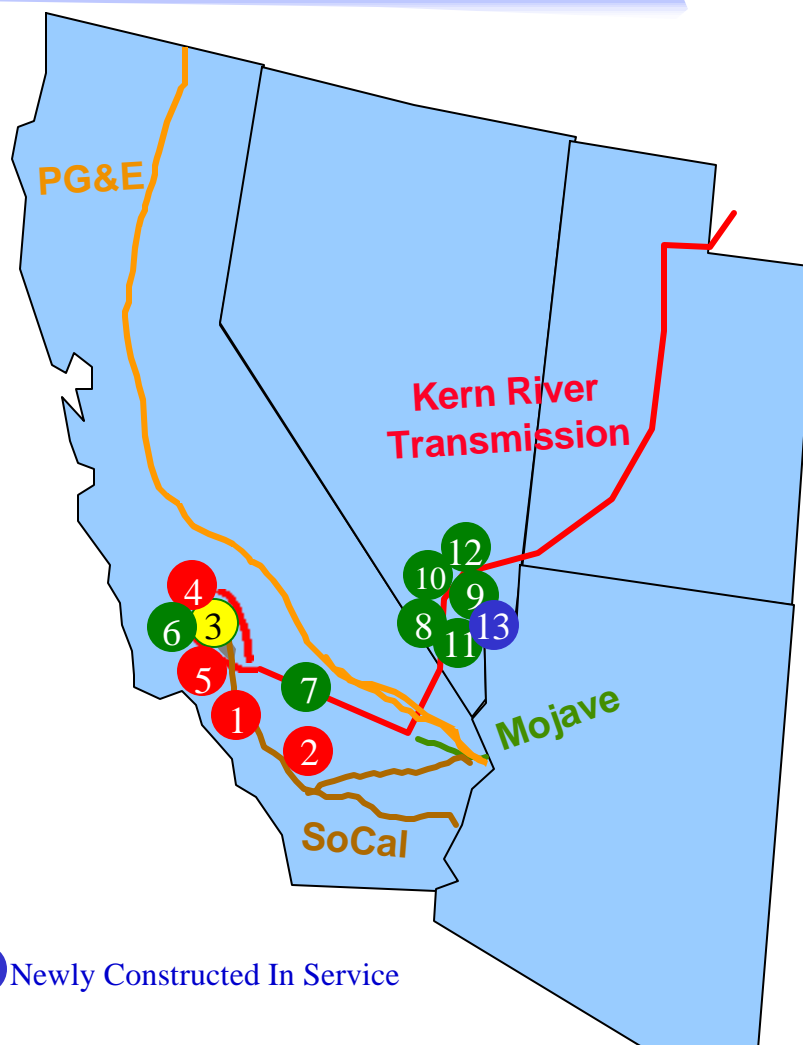 PG&E
Kern River
Transmission
12
10
9
4
8
13
3
6
11
5
7
1
Mojave
2
SoCal
Newly Constructed In Service